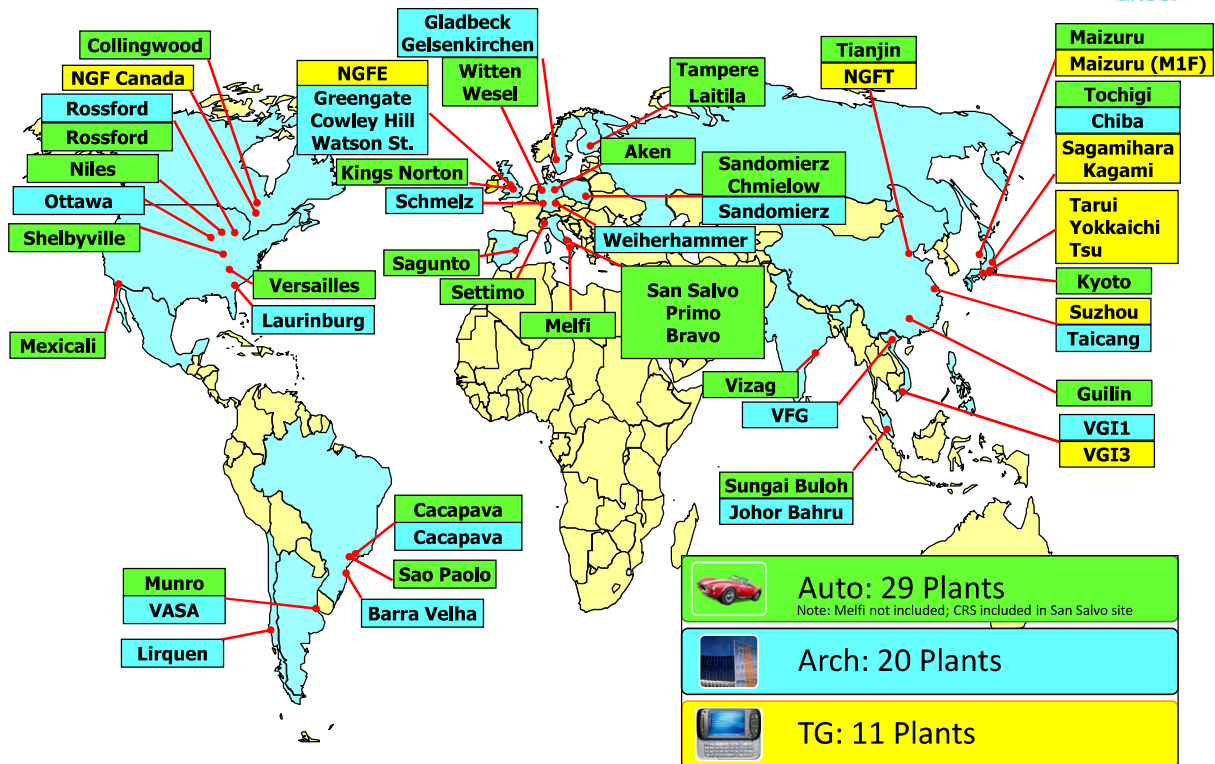 Collingwood
NGF Canada
Rossford
Rossford
Niles
Ottawa
Shelbyville
Mexicali
Versailles
Laurinburg
Gladbeck
Gelsenkirchen
NGFE
Greengate
Cowley Hill
Watson St.
Witten
Wesel
Tampere
Laitila
Kings Norton
Schmelz
Aken
Sandomierz
Chmielow
Sandomierz
Weiherhammer
Sagunto
Settimo
Melfi
San Salvo
Primo
Bravo
Tianjin
NGFT
Maizuru
Maizuru (M1F)
Tochigi
Chiba
Sagamihara
Kagami
Tarui
Yokkaichi
Tsu
Kyoto
Suzhou
Taicang
Guilin
Vizag
VFG
VGI1
VGI3
Sungai Buloh
Johor Bahru
Cacapava
Cacapava
Sao Paolo
Munro
VASA
Barra Velha
Lirquen
Auto: 29 Plants
Note: Melfi not included; CRS included in San Salvo site
Arch: 20 Plants
TG: 11 Plants